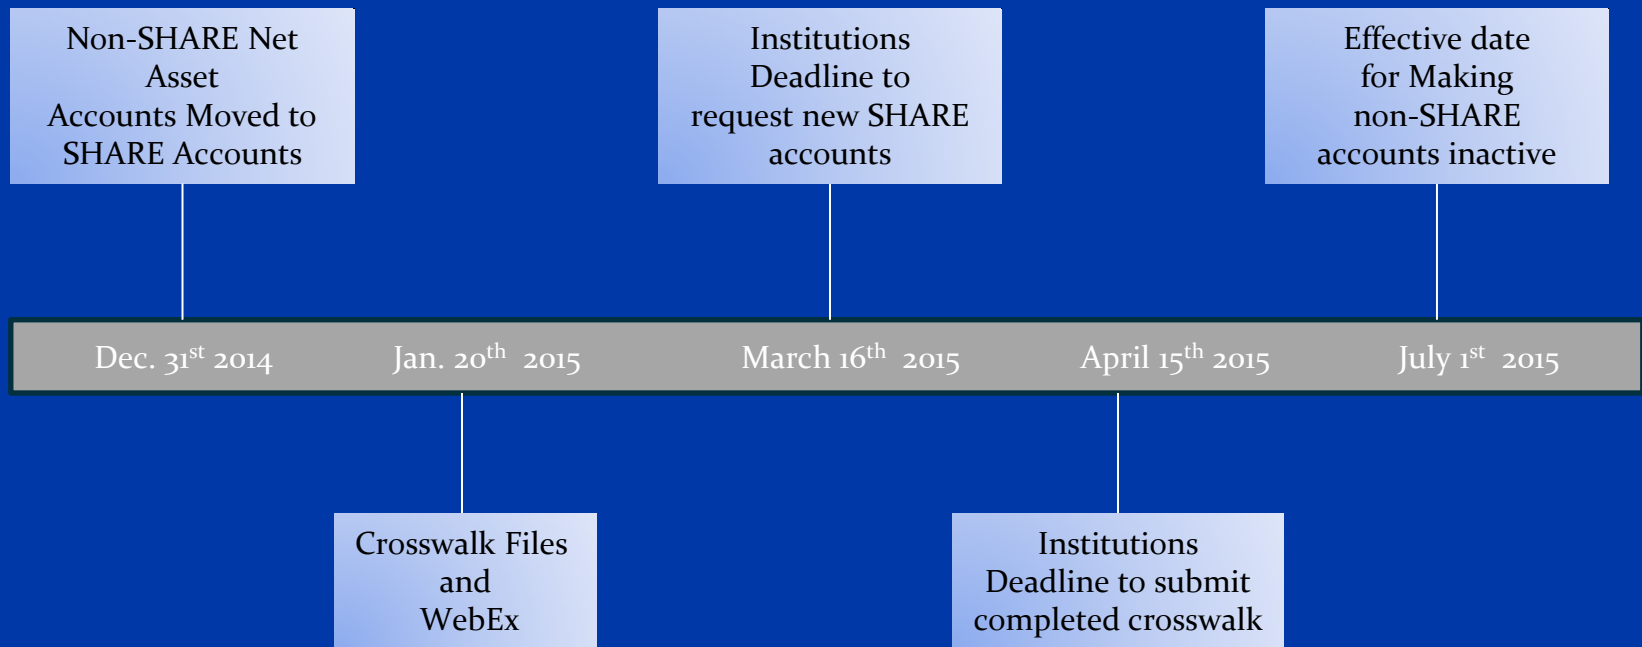 Non-SHARE Net
Asset
Accounts Moved to
SHARE Accounts
Institutions
Deadline to
request new SHARE
accounts
Effective date
for Making
non-SHARE
accounts inactive
Dec. 31st 2014
Jan. 20th 2015
March 16th 2015
April 15th 2015
July 1st 2015
Crosswalk Files
and
WebEx
Institutions
Deadline to submit
completed crosswalk